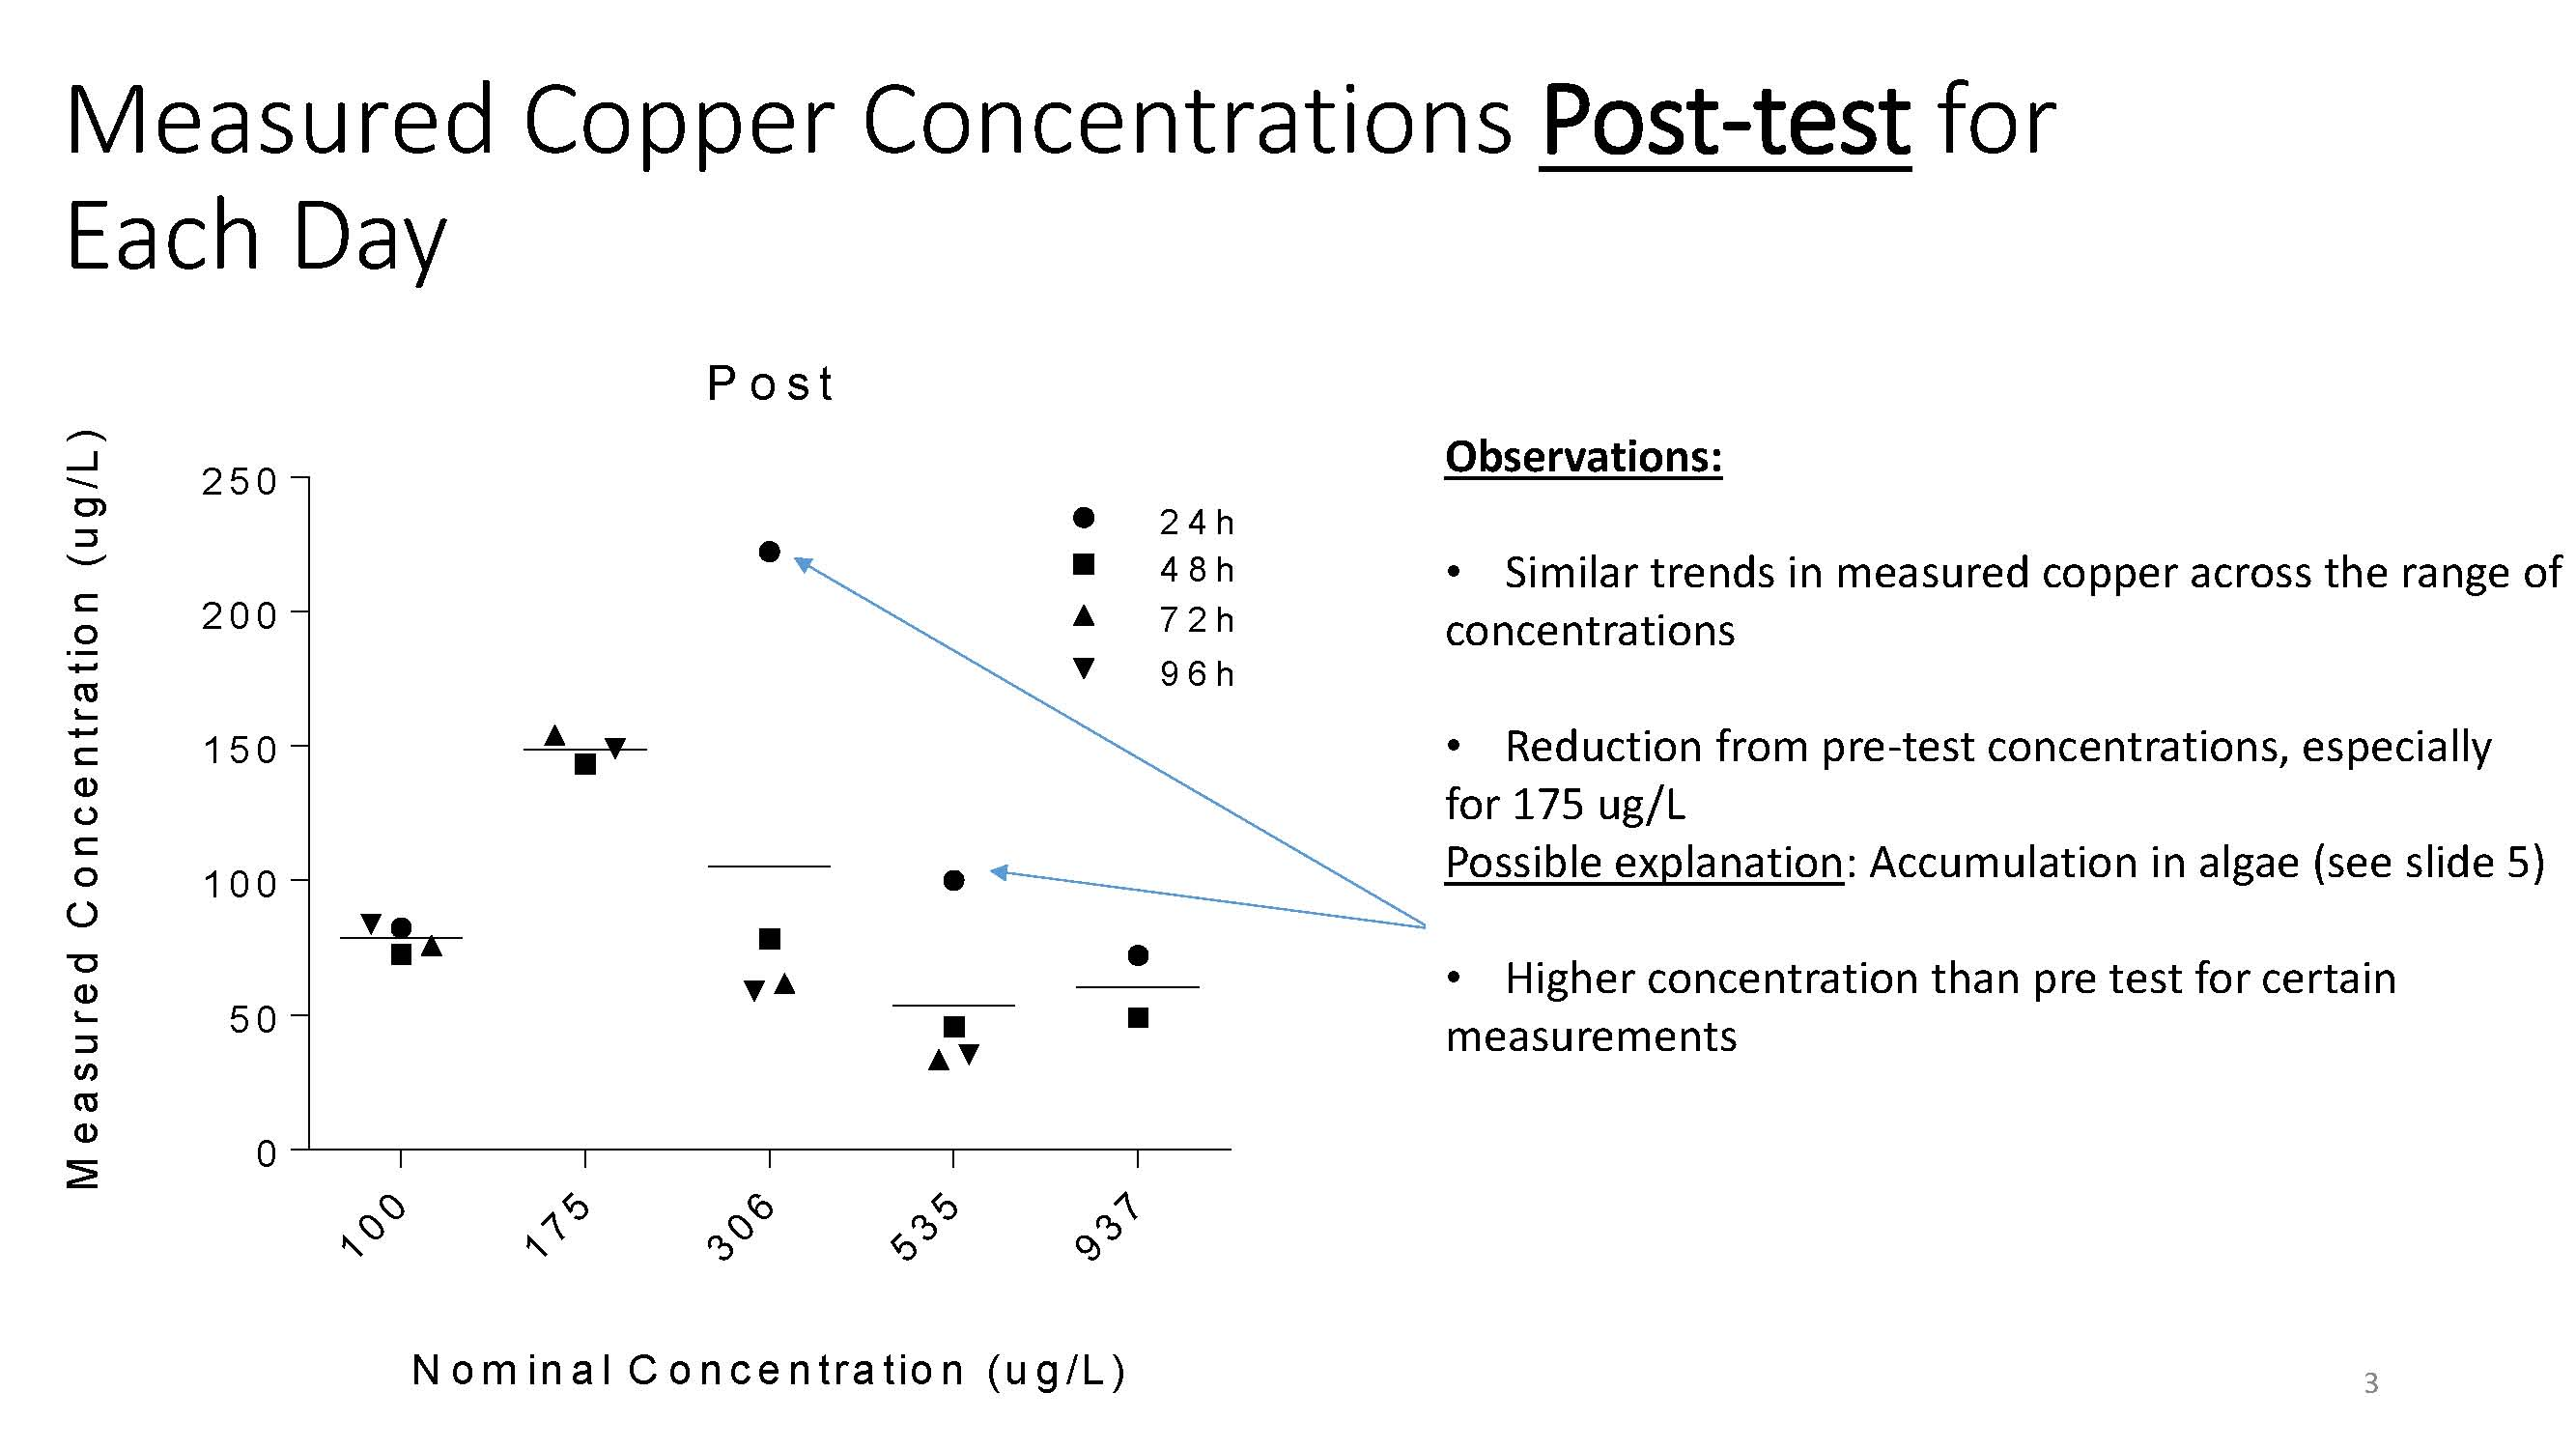 Measured Copper Concentrations Post-test for
Each Day
Post
Measured Concentration (ug/L)
250
200
150
100
50
0
24h
48h
72h
96h
100
175
306
535
937
Nominal Concentration (ug/L)
Observations:
• Similar trends in measured copper across the range of
concentrations
• Reduction from pre-test concentrations, especially
for 175 ug/L
Possible explanation: Accumulation in algae (see slide 5)
• Higher concentration than pre test for certain
measurements
3